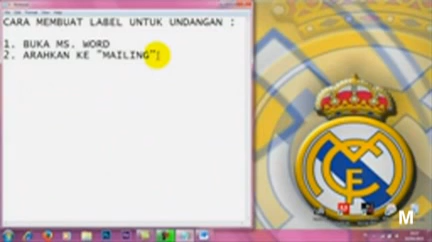 CARA MEMBUAT LABEL UNTUK UNDANGAN :
1. BUKA MS. WORD
2. ARAHKAN KE "MAILING"
M